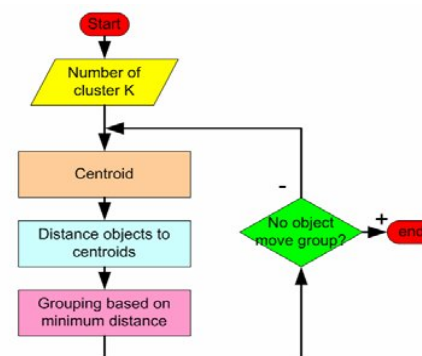 Start
Number of
cluster K
Centroid
-
No object
move group?
+
end
Distance objects to
centroids
Grouping based on
minimum distance